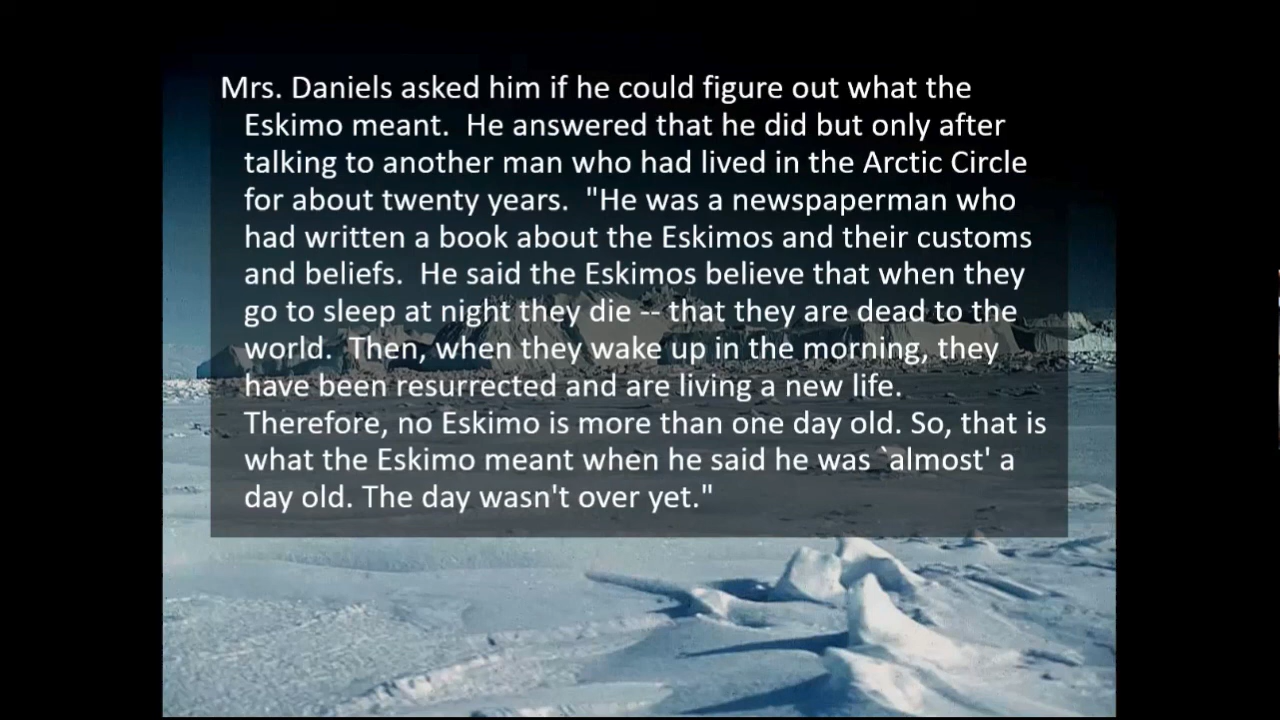 Mrs. Daniels asked him if he could figure out what the
Eskimo meant.  He answered that he did but only after
talking to another man who had lived in the Arctic Circle
for about twenty years.  "He was a newspaperman who
had written a book about the Eskimos and their customs
and beliefs.  He said the Eskimos believe that when they
go to sleep at night they die -- that they are dead to the
world.  Then, when they wake up in the morning, they
have been resurrected and are living a new life.
Therefore, no Eskimo is more than one day old. So, that is
what the Eskimo meant when he said he was `almost' a
day old. The day wasn't over yet."